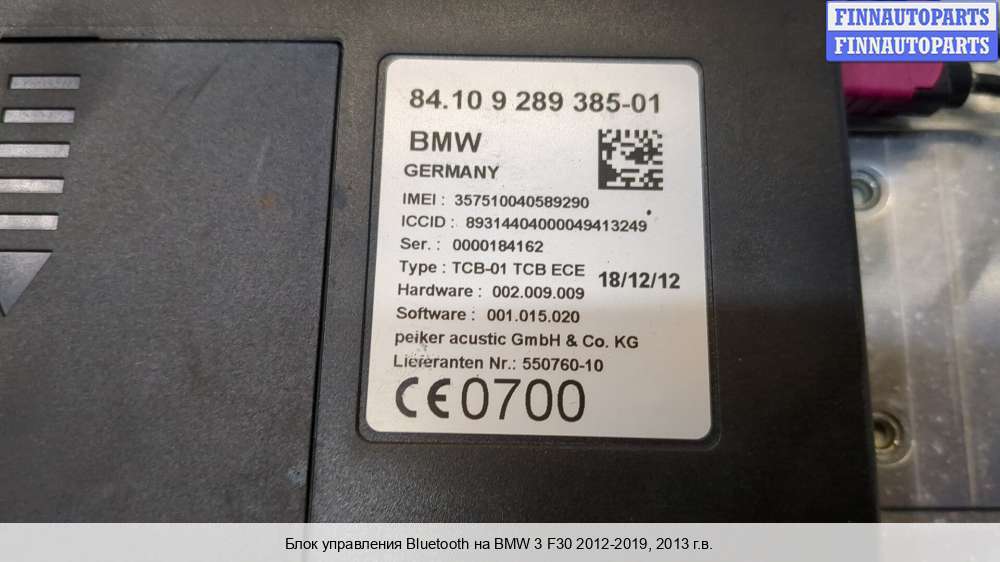 FINNAUTOPARTS
FINNAUTOPARTS
84.10 9 289 385-01
BMW
GERMANY
IMEI : 357510040589290
ICCID : 89314404000049413249
Ser. : 0000184162
Type : TCB-01 TCB ECE
18/12/12
Hardware : 002.009.009
Software : 001.015.020
peiker acustic GmbH & Co. KG
Lieferanten Nr.: 550760-10
CE0700
Блок управления Bluetooth на BMW 3 F30 2012-2019, 2013 г.в.